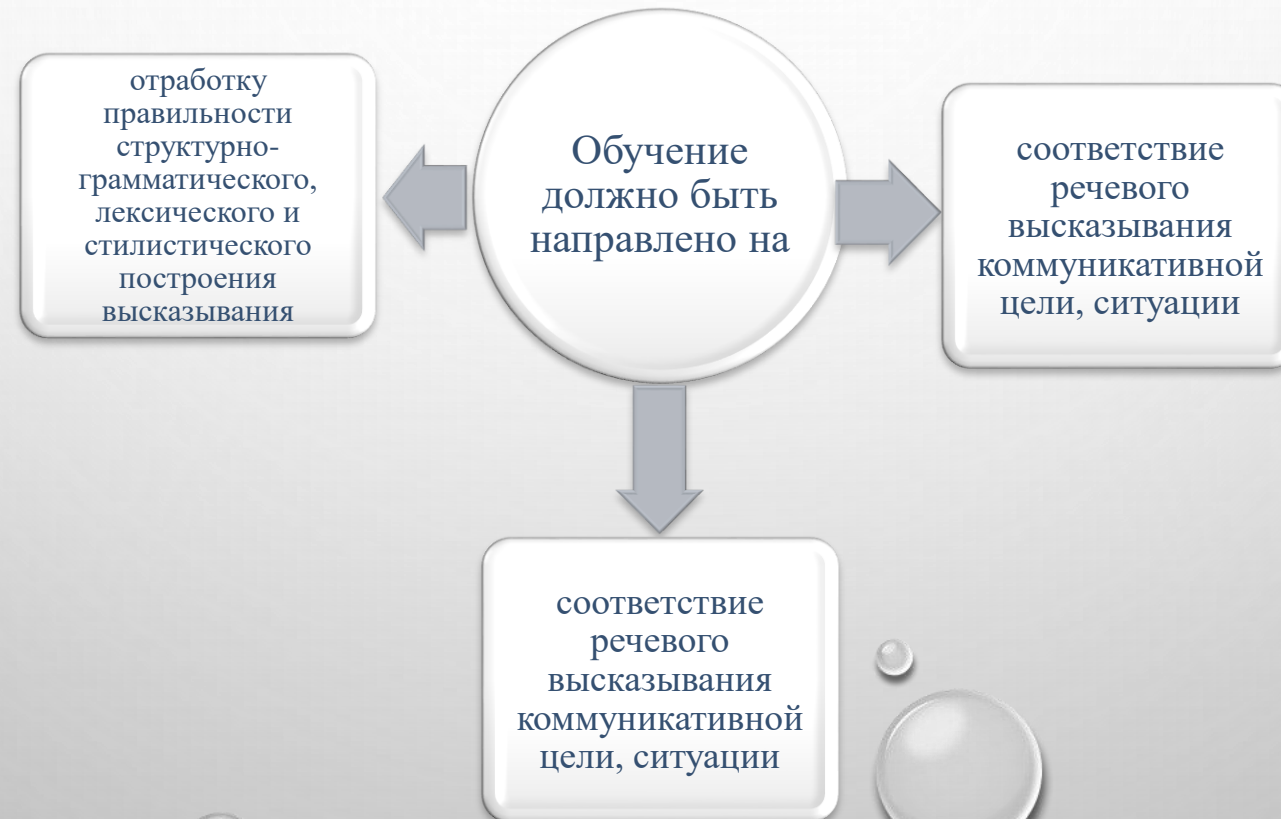 отработку
правильности
структурно-
грамматического,
лексического и
стилистического
построения
высказывания
Обучение
должно быть
направлено на
соответствие
речевого
высказывания
коммуникативной
цели, ситуации
соответствие
речевого
высказывания
коммуникативной
цели, ситуации